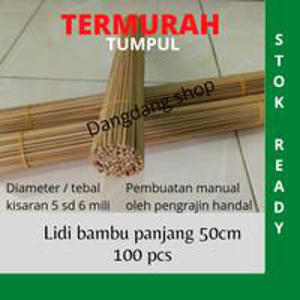 TERMURAH
TUMPUL
Dangdang shop
Diameter / tebal
kisaran 5 sd 6 mili
Pembuatan manual
oleh pengrajin handal
Lidi bambu panjang 50cm
100 pcs
STOK READY